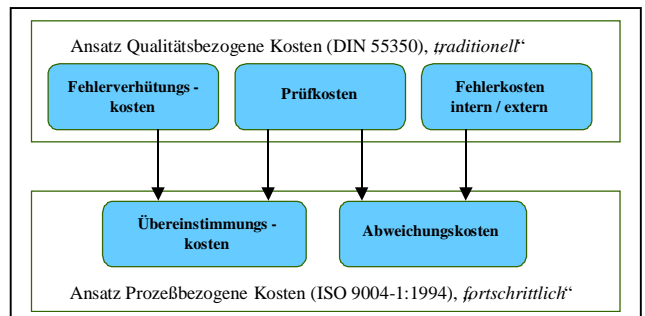 Ansatz Qualitätsbezogene Kosten (DIN 55350), „traditionell“
Fehlerverhütungs -
kosten
Prüfkosten
Fehlerkosten
intern / extern
Übereinstimmungs -
kosten
Abweichungskosten
Ansatz Prozeßbezogene Kosten (ISO 9004-1:1994), „fortschrittlich“